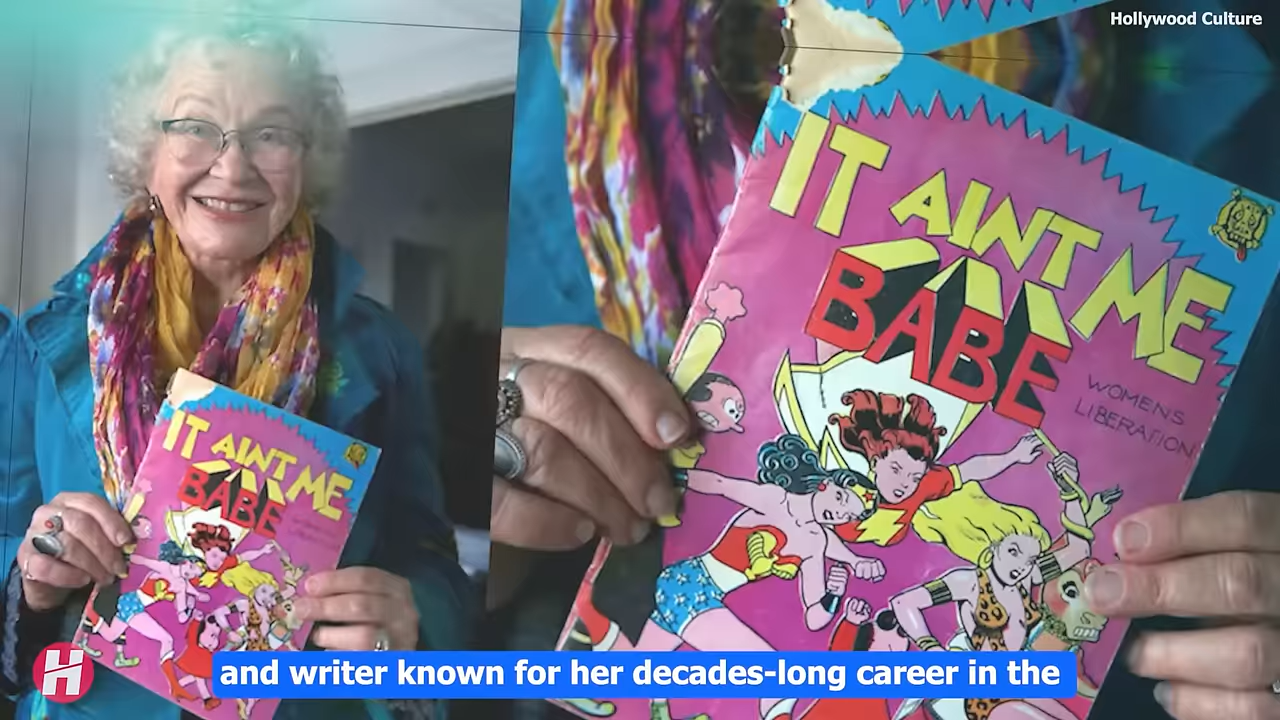 Hollywood Culture
IT AINT ME
BABE
WOMENS
LIBERATION
IT AINT ME
BABE
H
and writer known for her decades-long career in the